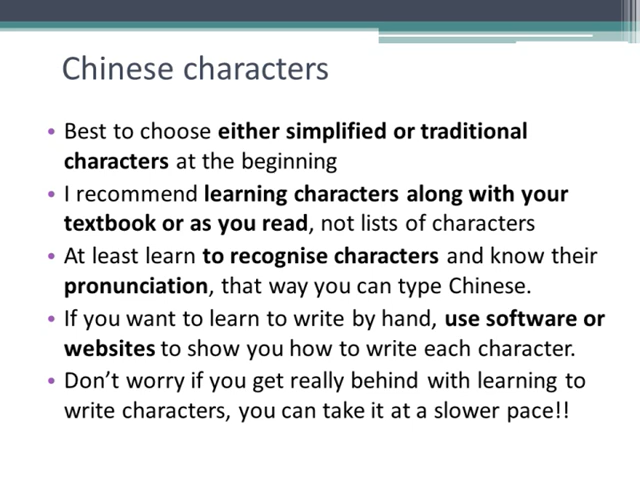 Chinese characters
• Best to choose either simplified or traditional
characters at the beginning
• I recommend learning characters along with your
textbook or as you read, not lists of characters
• At least learn to recognise characters and know their
pronunciation, that way you can type Chinese.
• If you want to learn to write by hand, use software or
websites to show you how to write each character.
• Don’t worry if you get really behind with learning to
write characters, you can take it at a slower pace!!